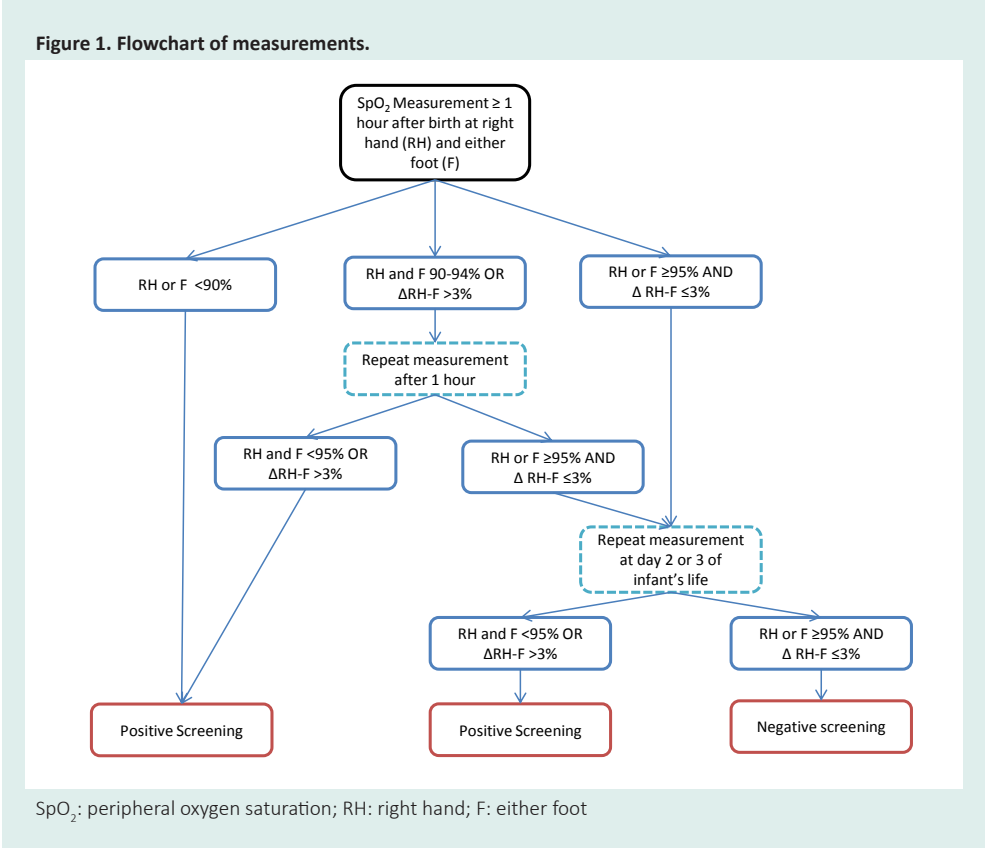 Figure 1. Flowchart of measurements.
SpO₂ Measurement ≥ 1
hour after birth at right
hand (RH) and either
foot (F)
RH or F <90%
RH and F 90-94% OR
ΔRH-F >3%
RH or F ≥95% AND
Δ RH-F ≤3%
Repeat measurement
after 1 hour
RH and F <95% OR
ΔRH-F >3%
RH or F ≥95% AND
Δ RH-F ≤3%
Repeat measurement
at day 2 or 3 of
infant's life
RH and F <95% OR
ΔRH-F >3%
RH or F ≥95% AND
Δ RH-F ≤3%
Positive Screening
Positive Screening
Negative screening
SpO₂: peripheral oxygen saturation; RH: right hand; F: either foot